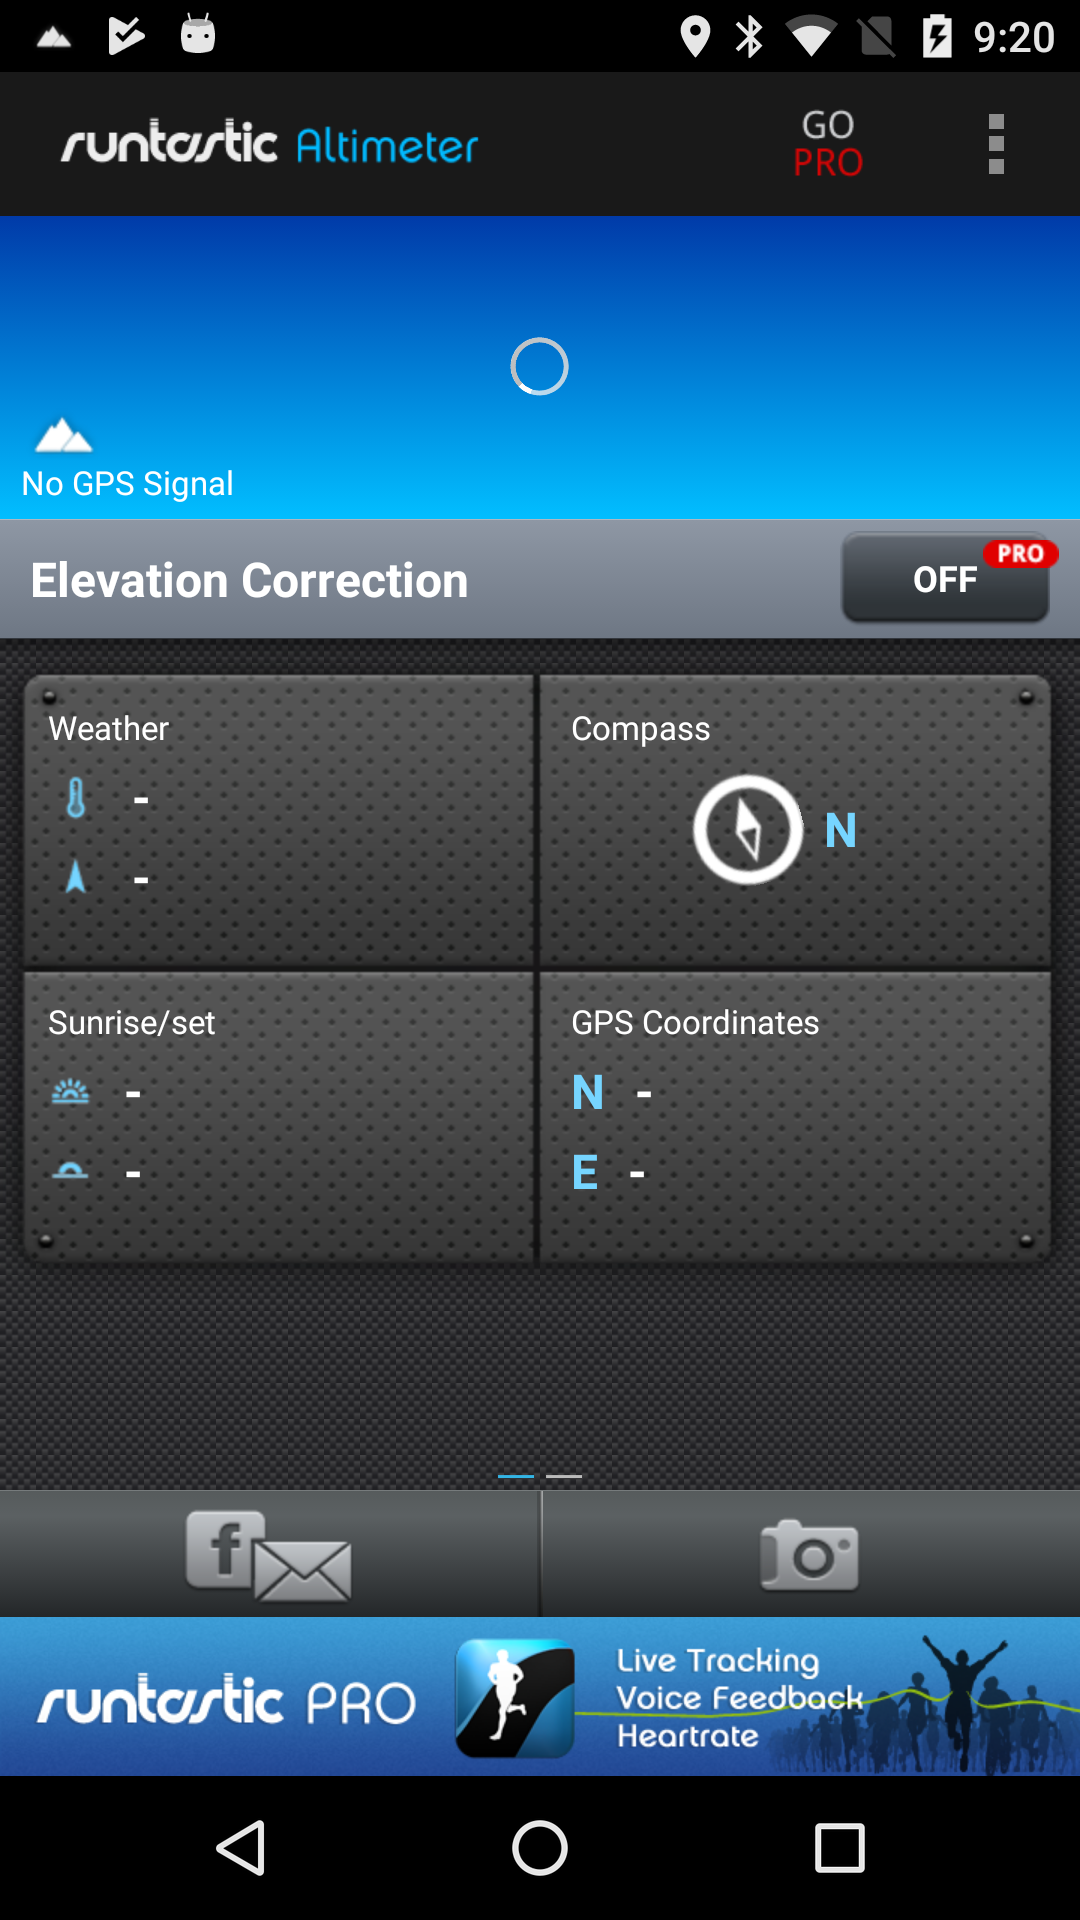 9:20
runtastic Altimeter
GO
PRO
No GPS Signal
Elevation Correction
OFF
PRO
Weather
-
-
Compass
N
Sunrise/set
-
-
GPS Coordinates
N -
E -
f
runtastic PRO
Live Tracking
Voice Feedback
Heartrate